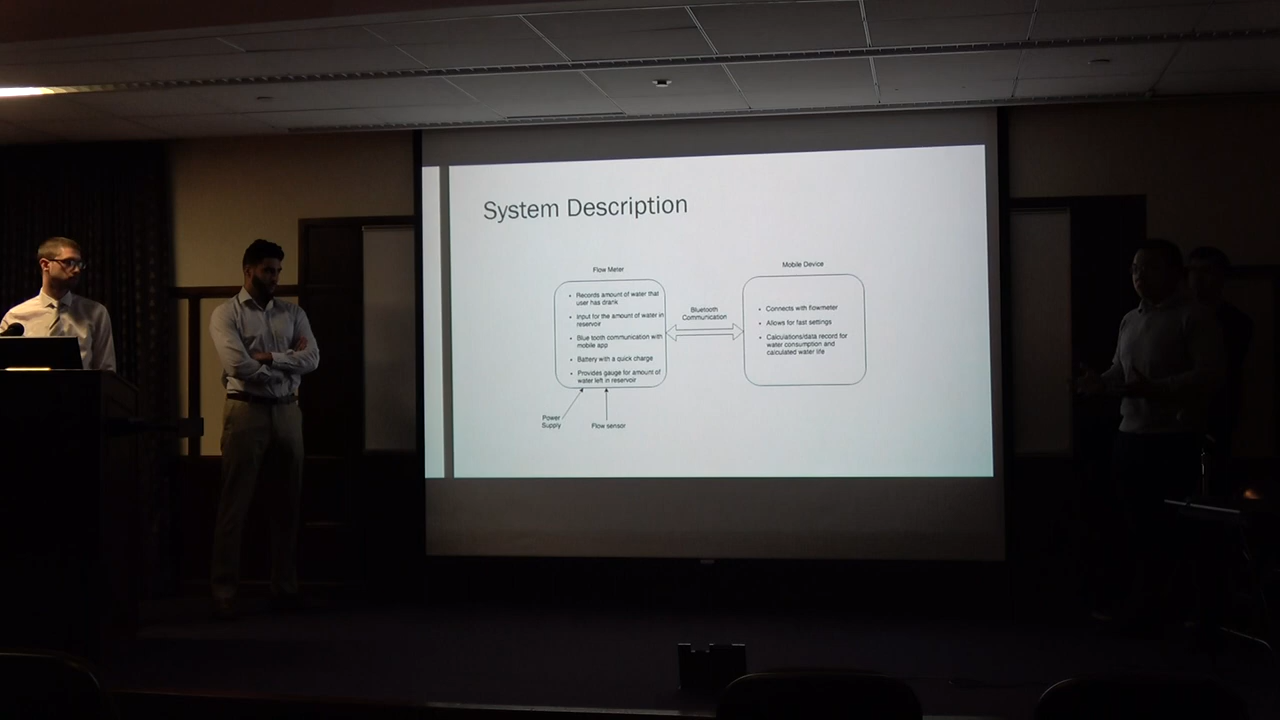 System Description
Flow Meter
• Records amount of water that
user has drank
• Input for the amount of water in
reservoir
• Blue tooth communication with
mobile app
• Battery with a quick charge
• Provides gauge for amount of
water left in reservoir
Power
Supply
Flow sensor
Bluetooth
Communication
Mobile Device
• Connects with flowmeter
• Allows for fast settings
• Calculations/data record for
water consumption and
calculated water life